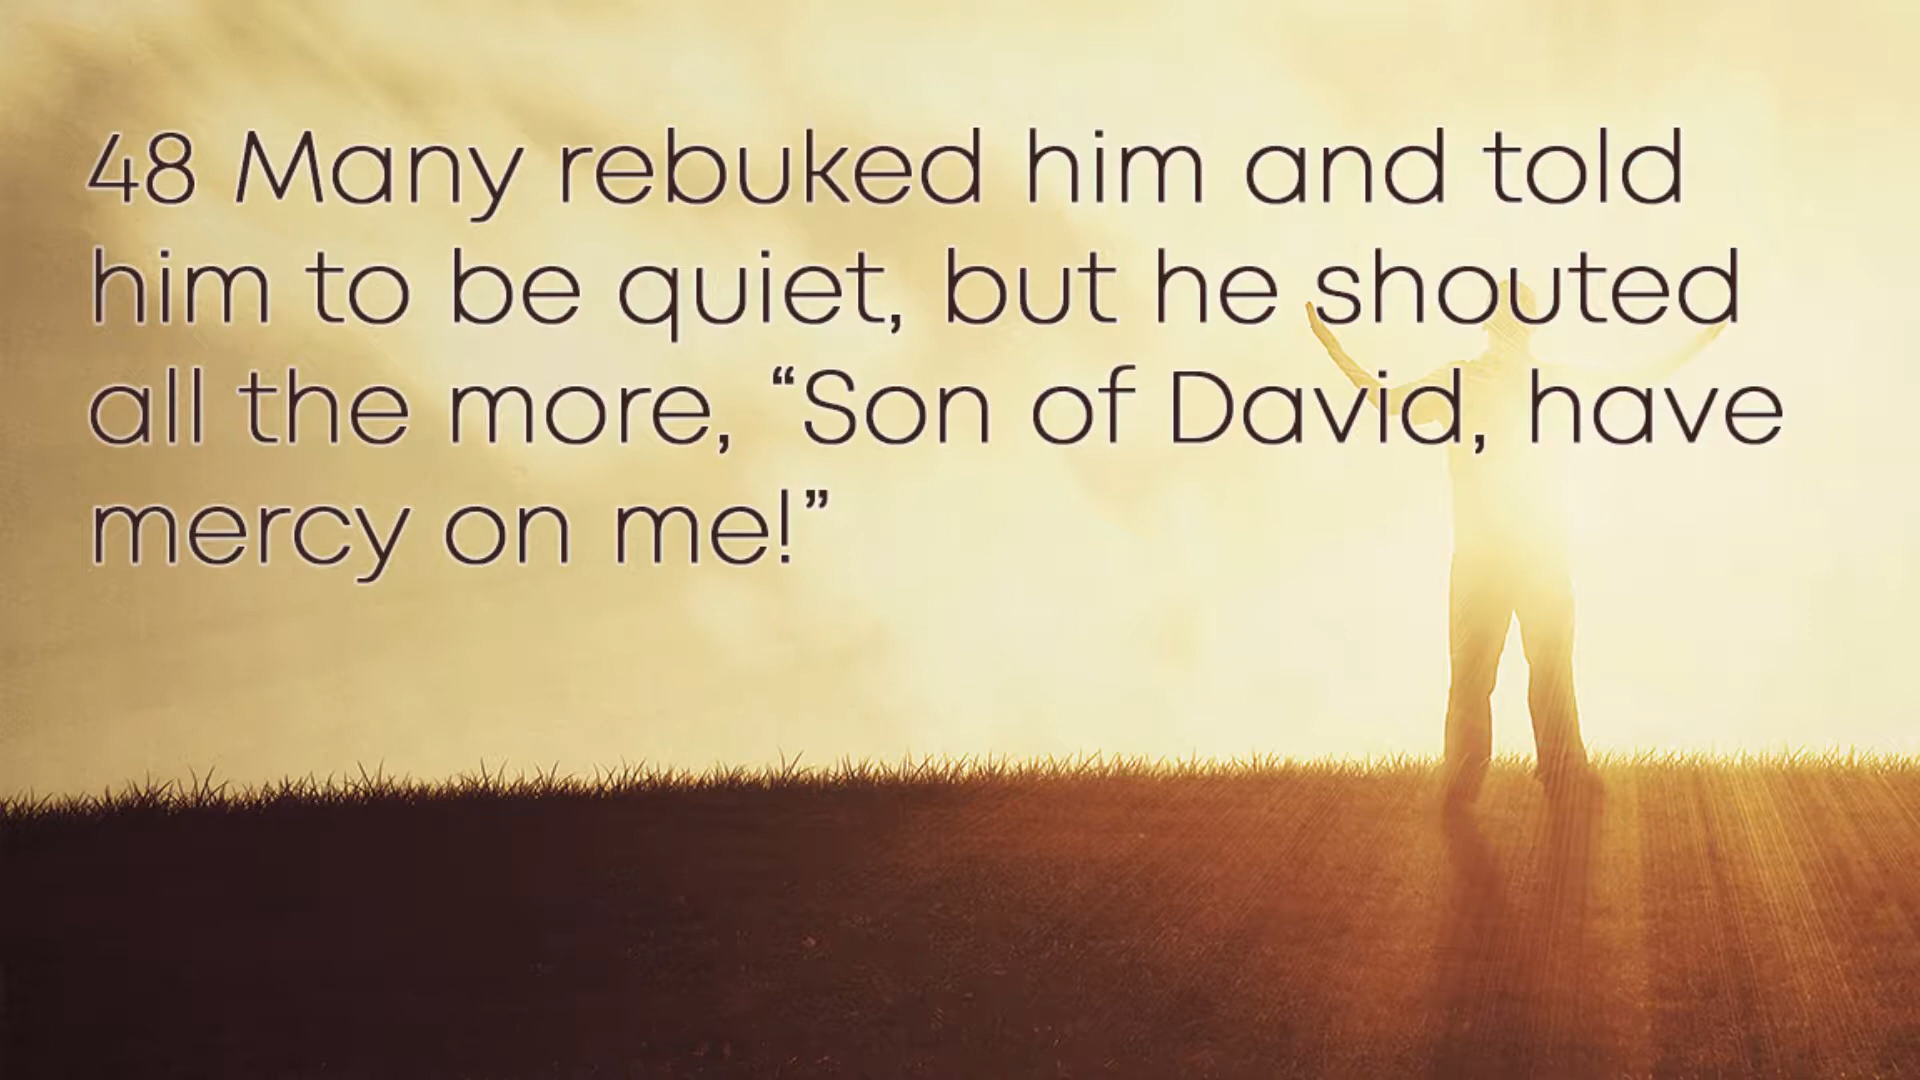 48 Many rebuked him and told
him to be quiet, but he shouted
all the more, “Son of David, have
mercy on me!”